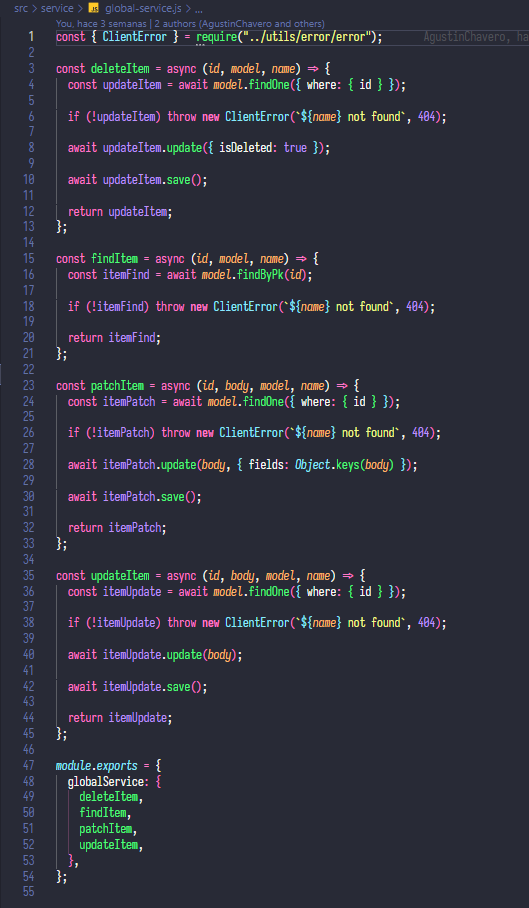 src > service > JS global-service.js > ...
You, hace 3 semanas | 2 authors (AgustinChavero and others)
1 const { ClientError } = require("../utils/error/error"); AgustinChavero, ha
2
3 const deleteItem = async (id, model, name) => {
4 const updateItem = await model.findOne({ where: { id } });
5
6 if (!updateItem) throw new ClientError(`${name} not found`, 404);
7
8 await updateItem.update({ isDeleted: true });
9
10 await updateItem.save();
11
12 return updateItem;
13 };
14
15 const findItem = async (id, model, name) => {
16 const itemFind = await model.findByPk(id);
17
18 if (!itemFind) throw new ClientError(`${name} not found`, 404);
19
20 return itemFind;
21 };
22
23 const patchItem = async (id, body, model, name) => {
24 const itemPatch = await model.findOne({ where: { id } });
25
26 if (!itemPatch) throw new ClientError(`${name} not found`, 404);
27
28 await itemPatch.update(body, { fields: Object.keys(body) });
29
30 await itemPatch.save();
31
32 return itemPatch;
33 };
34
35 const updateItem = async (id, body, model, name) => {
36 const itemUpdate = await model.findOne({ where: { id } });
37
38 if (!itemUpdate) throw new ClientError(`${name} not found`, 404);
39
40 await itemUpdate.update(body);
41
42 await itemUpdate.save();
43
44 return itemUpdate;
45 };
46
47 module.exports = {
48 globalService: {
49 deleteItem,
50 findItem,
51 patchItem,
52 updateItem,
53 },
54 };
55